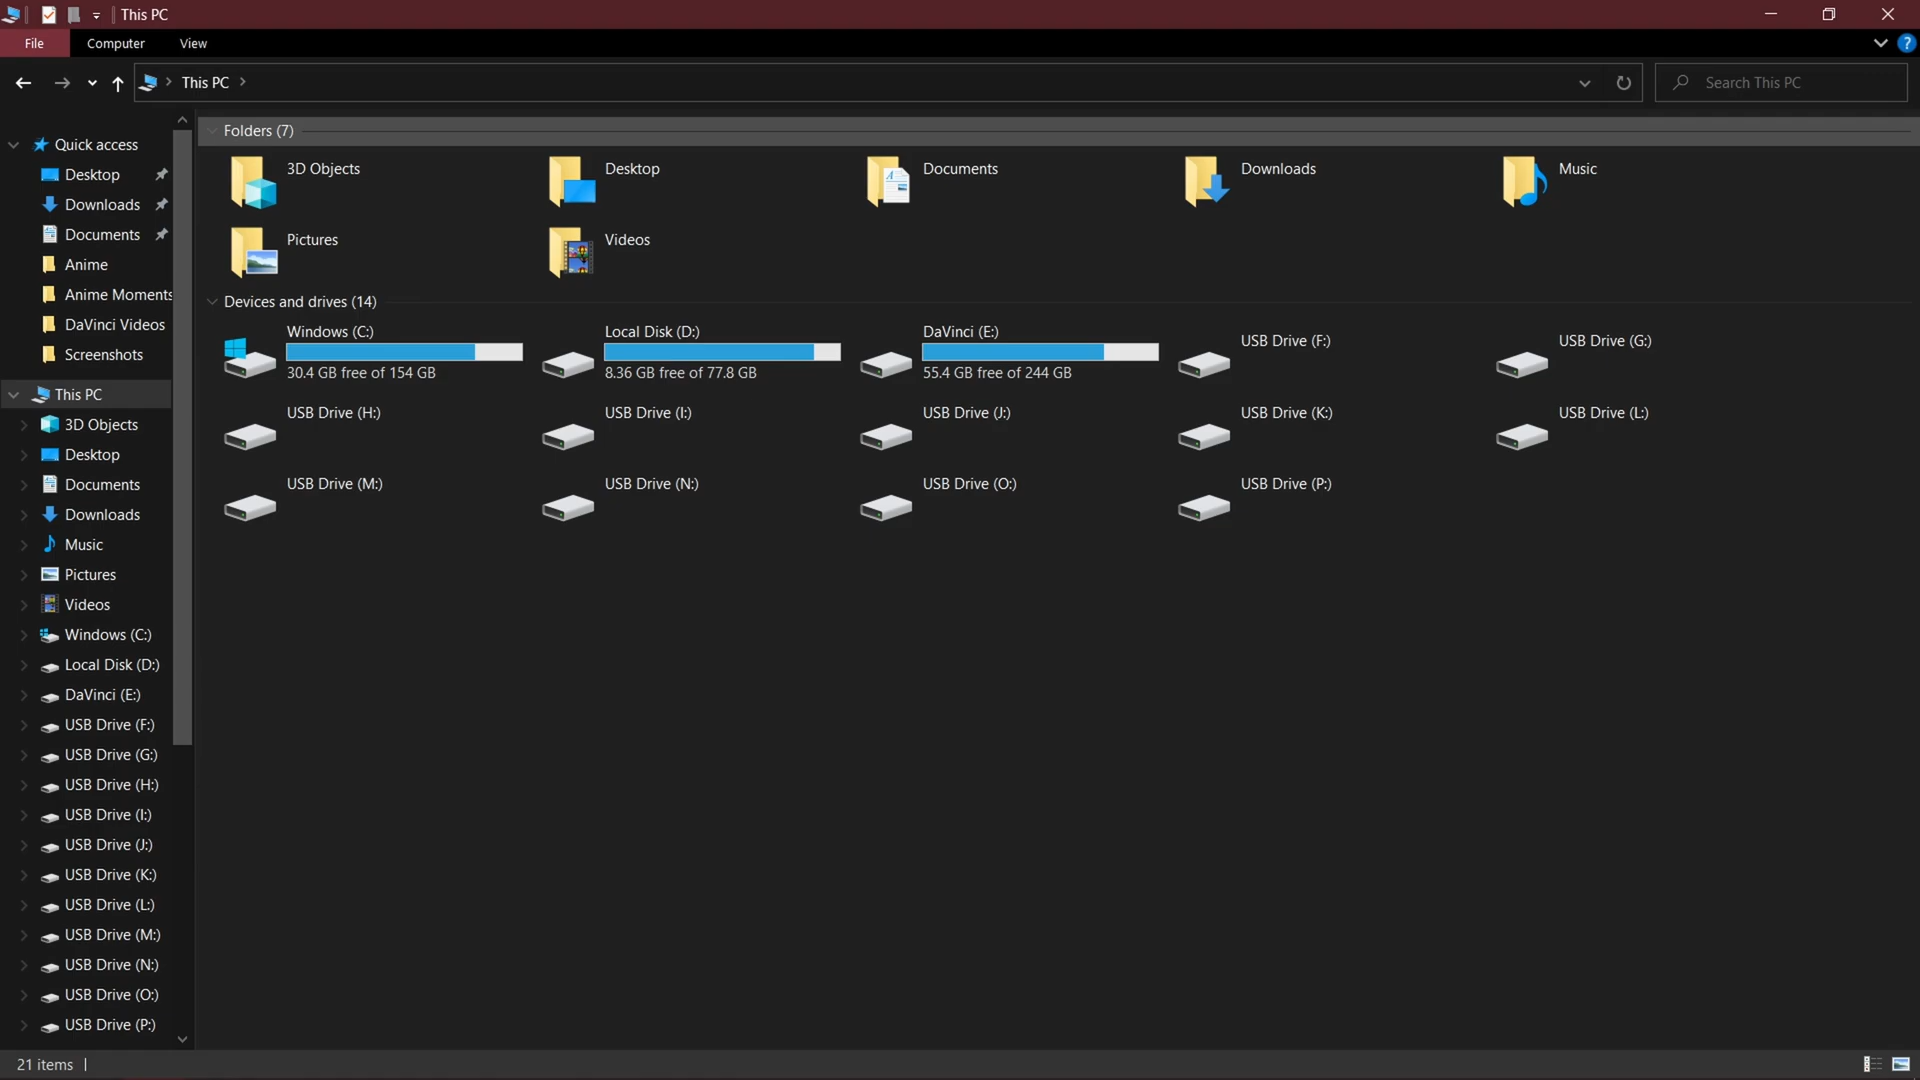 This PC
File Computer View
This PC
Search This PC
Quick access
Desktop
Downloads
Documents
Anime
Anime Moments
DaVinci Videos
Screenshots
This PC
3D Objects
Desktop
Documents
Downloads
Music
Pictures
Videos
Windows (C:)
Local Disk (D:)
DaVinci (E:)
USB Drive (F:)
USB Drive (G:)
USB Drive (H:)
USB Drive (I:)
USB Drive (J:)
USB Drive (K:)
USB Drive (L:)
USB Drive (M:)
USB Drive (N:)
USB Drive (O:)
USB Drive (P:)
Folders (7)
3D Objects Desktop Documents Downloads Music
Pictures Videos
Devices and drives (14)
Windows (C:)
30.4 GB free of 154 GB
Local Disk (D:)
8.36 GB free of 77.8 GB
DaVinci (E:)
55.4 GB free of 244 GB
USB Drive (F:) USB Drive (G:)
USB Drive (H:) USB Drive (I:) USB Drive (J:) USB Drive (K:) USB Drive (L:)
USB Drive (M:) USB Drive (N:) USB Drive (O:) USB Drive (P:)
21 items